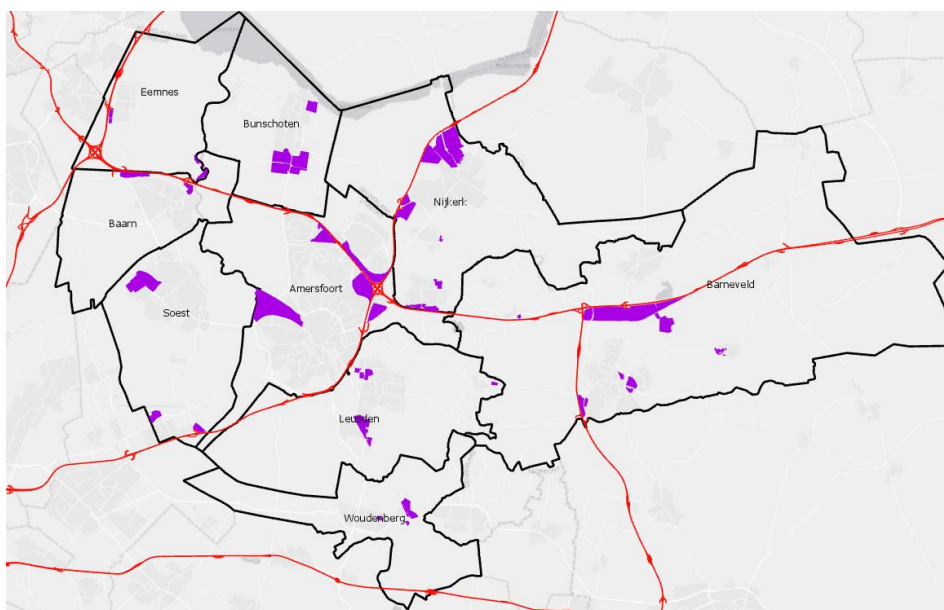 Eemnes
Bunschoten
Nijkerk
Baarn
Amersfoort
Barneveld
Soest
Leusden
Woudenberg